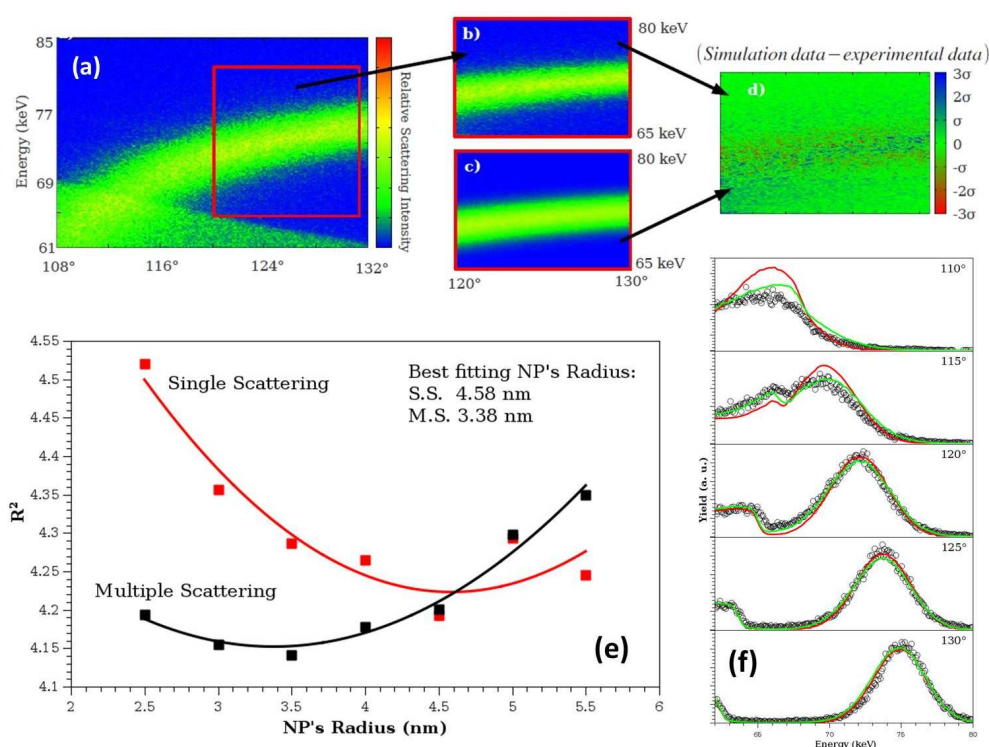 85
77
69
61
Energy (keV)
(a)
108°
116°
124°
132°
Relative Scattering Intensity
b)
80 keV
65 keV
c)
80 keV
65 keV
120°
130°
(Simulation data − experimental data)
d)
3σ
2σ
σ
0
-σ
-2σ
-3σ
4.55
4.5
4.45
4.4
4.35
4.3
4.25
4.2
4.15
4.1
R²
Single Scattering
Best fitting NP's Radius:
S.S. 4.58 nm
M.S. 3.38 nm
Multiple Scattering
(e)
2
2.5
3
3.5
4
4.5
5
5.5
6
NP's Radius (nm)
110°
115°
120°
125°
130°
Yield (a. u.)
(f)
65
70
75
80
Energy (keV)